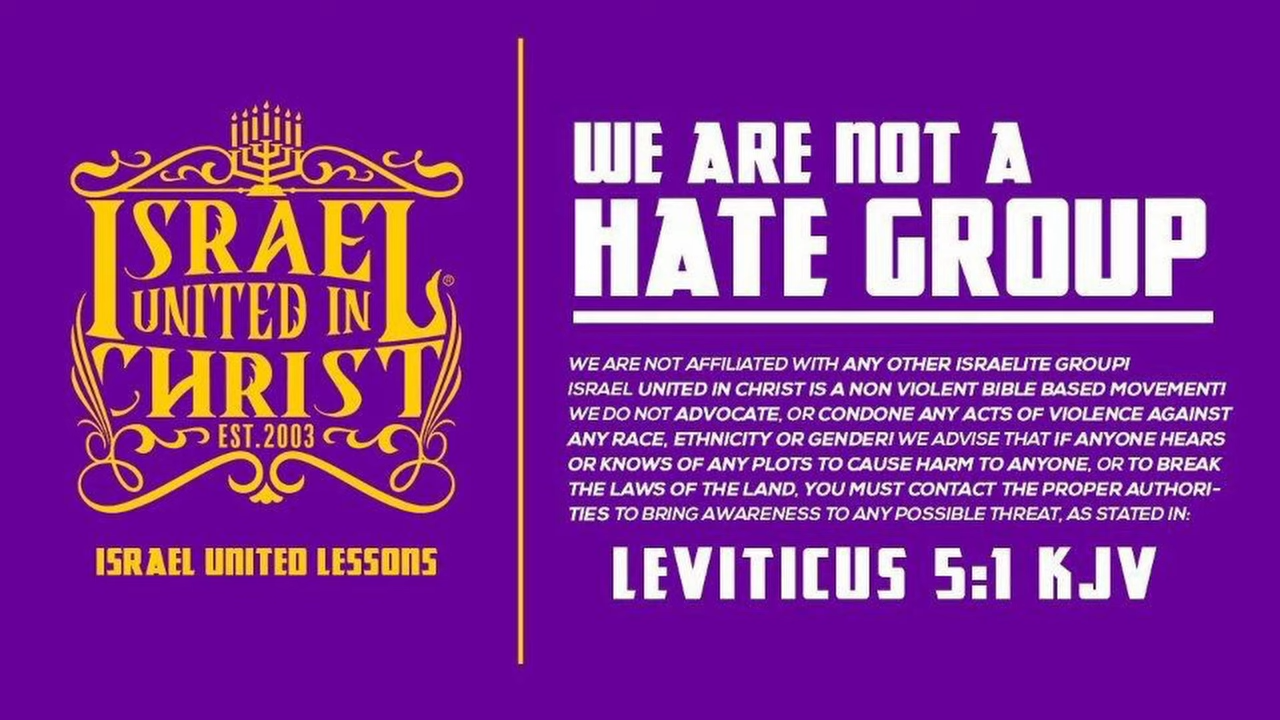 ISRAEL
UNITED IN
CHRIST
®
EST.2003
ISRAEL UNITED LESSONS
WE ARE NOT A
HATE GROUP
WE ARE NOT AFFILIATED WITH ANY OTHER ISRAELITE GROUP!
ISRAEL UNITED IN CHRIST IS A NON VIOLENT BIBLE BASED MOVEMENT!
WE DO NOT ADVOCATE, OR CONDONE ANY ACTS OF VIOLENCE AGAINST
ANY RACE, ETHNICITY OR GENDER! WE ADVISE THAT IF ANYONE HEARS
OR KNOWS OF ANY PLOTS TO CAUSE HARM TO ANYONE, OR TO BREAK
THE LAWS OF THE LAND, YOU MUST CONTACT THE PROPER AUTHORI-
TIES TO BRING AWARENESS TO ANY POSSIBLE THREAT, AS STATED IN:
LEVITICUS 5:1 KJV